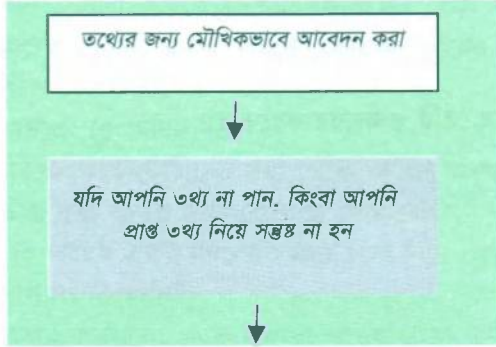 তথ্যের জন্য মৌখিকভাবে আবেদন করা
যদি আপনি তথ্য না পান. কিংবা আপনি
প্রাপ্ত তথ্য নিয়ে সন্তুষ্ট না হন